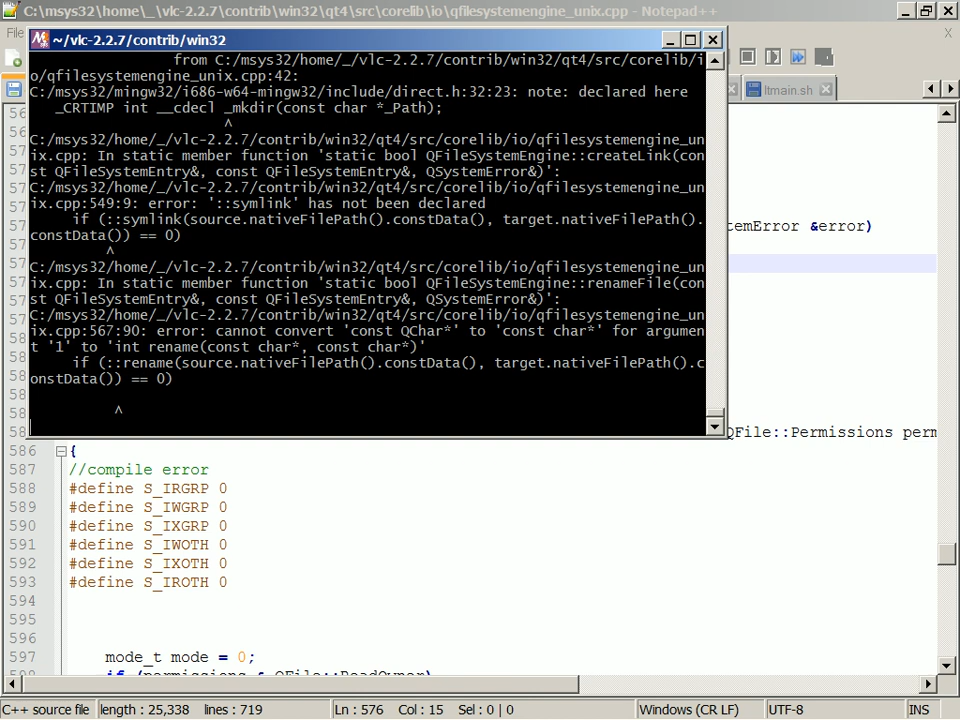 C:\msys32\home\_\vlc-2.2.7\contrib\win32\qt4\src\corelib\io\qfilesystemengine_unix.cpp - Notepad++
~/vlc-2.2.7/contrib/win32
from C:/msys32/home/_/vlc-2.2.7/contrib/win32/qt4/src/corelib/i
o/qfilesystemengine_unix.cpp:42:
C:/msys32/mingw32/i686-w64-mingw32/include/direct.h:32:23: note: declared here
_CRTIMP int __cdecl _mkdir(const char *_Path);
^
C:/msys32/home/_/vlc-2.2.7/contrib/win32/qt4/src/corelib/io/qfilesystemengine_un
ix.cpp: In static member function 'static bool QFileSystemEngine::createLink(con
st QFileSystemEntry&, const QFileSystemEntry&, QSystemError&)':
C:/msys32/home/_/vlc-2.2.7/contrib/win32/qt4/src/corelib/io/qfilesystemengine_un
ix.cpp:549:9: error: '::symlink' has not been declared
if (::symlink(source.nativeFilePath().constData(), target.nativeFilePath().
constData()) == 0)
^
C:/msys32/home/_/vlc-2.2.7/contrib/win32/qt4/src/corelib/io/qfilesystemengine_un
ix.cpp: In static member function 'static bool QFileSystemEngine::renameFile(con
st QFileSystemEntry&, const QFileSystemEntry&, QSystemError&)':
C:/msys32/home/_/vlc-2.2.7/contrib/win32/qt4/src/corelib/io/qfilesystemengine_un
ix.cpp:567:90: error: cannot convert 'const QChar*' to 'const char*' for argumen
t '1' to 'int rename(const char*, const char*)'
if (::rename(source.nativeFilePath().constData(), target.nativeFilePath().c
onstData()) == 0)
^
ltmain.sh
temError &error)
QFile::Permissions perm
586 {
587 //compile error
588 #define S_IRGRP 0
589 #define S_IWGRP 0
590 #define S_IXGRP 0
591 #define S_IWOTH 0
592 #define S_IXOTH 0
593 #define S_IROTH 0
594
595
596
597 mode_t mode = 0;
if (permissions & QFile::ReadOwner)
C++ source file length : 25,338 lines : 719 Ln : 576 Col : 15 Sel : 0 | 0 Windows (CR LF) UTF-8 INS